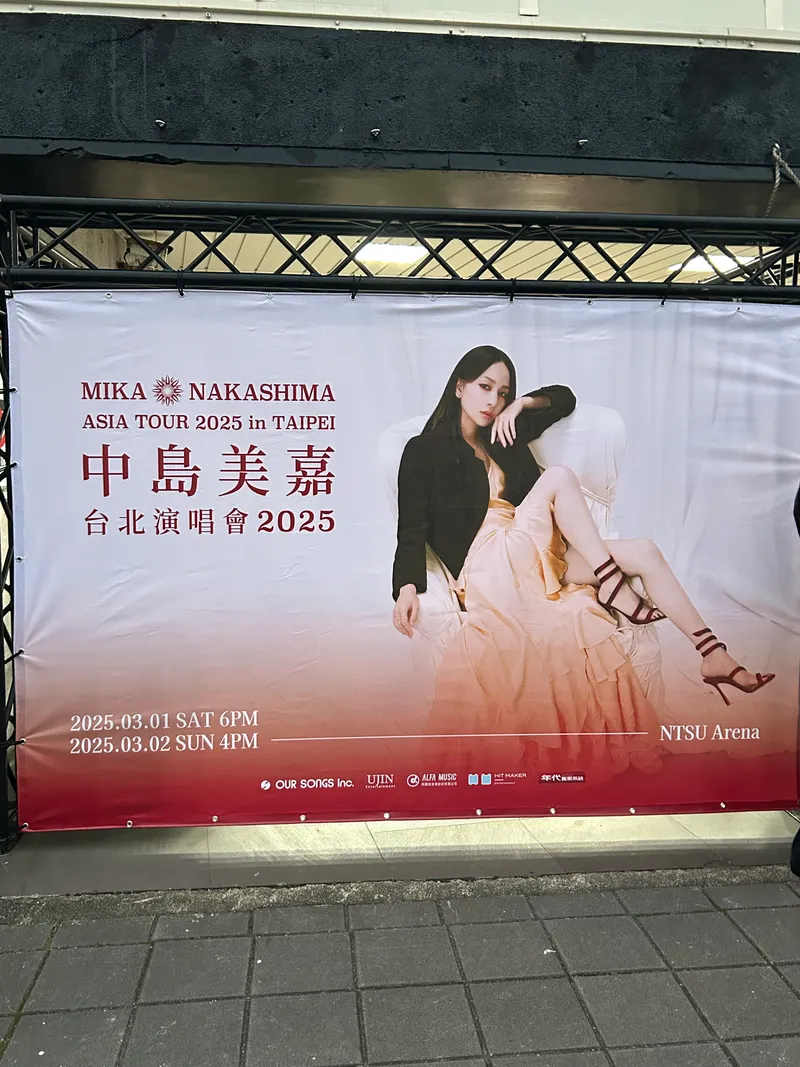 MIKA NAKASHIMA
ASIA TOUR 2025 in TAIPEI
中島美嘉
台北演唱會2025
2025.03.01 SAT 6PM
2025.03.02 SUN 4PM
NTSU Arena
OUR SONGS Inc.
UJIN
Entertainment
ALFA MUSIC
HIT MAKER
年代